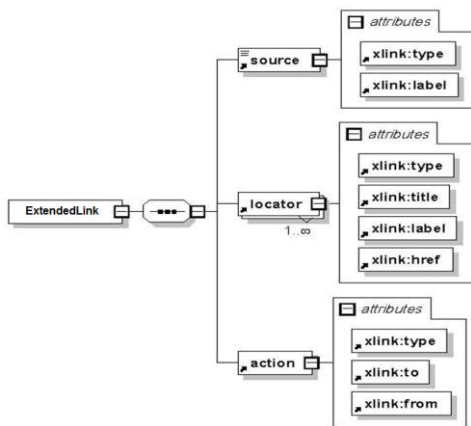 attributes
source
xlink:type
xlink:label
attributes
xlink:type
ExtendedLink
locator
xlink:title
1..∞
xlink:label
xlink:href
attributes
xlink:type
action
xlink:to
xlink:from